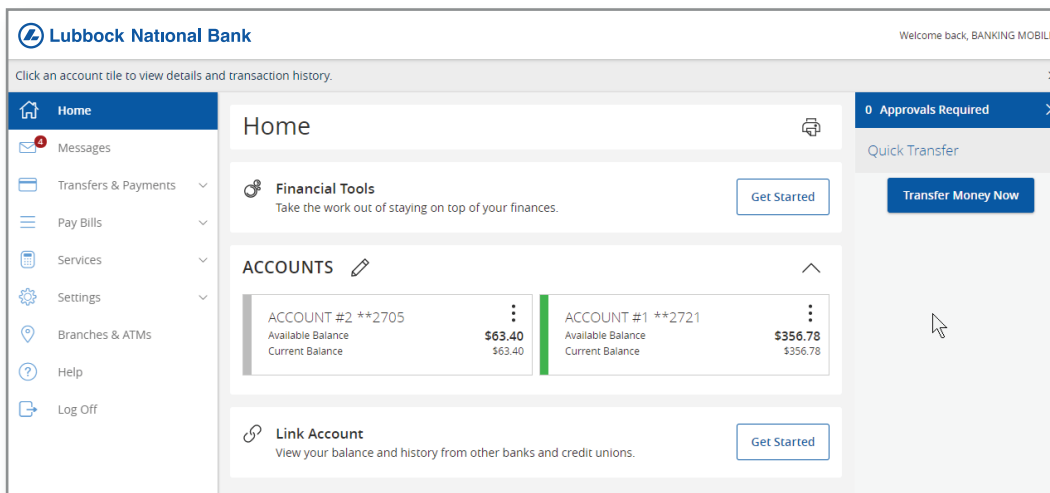 Lubbock National Bank
Welcome back, BANKING MOBIL
Click an account tile to view details and transaction history.
Home
4
Messages
Transfers & Payments
Pay Bills
Services
Settings
Branches & ATMs
Help
Log Off
Home
Financial Tools
Take the work out of staying on top of your finances.
Get Started
ACCOUNTS
ACCOUNT #2 **2705
Available Balance $63.40
Current Balance $63.40
ACCOUNT #1 **2721
Available Balance $356.78
Current Balance $356.78
Link Account
View your balance and history from other banks and credit unions.
Get Started
0 Approvals Required
Quick Transfer
Transfer Money Now